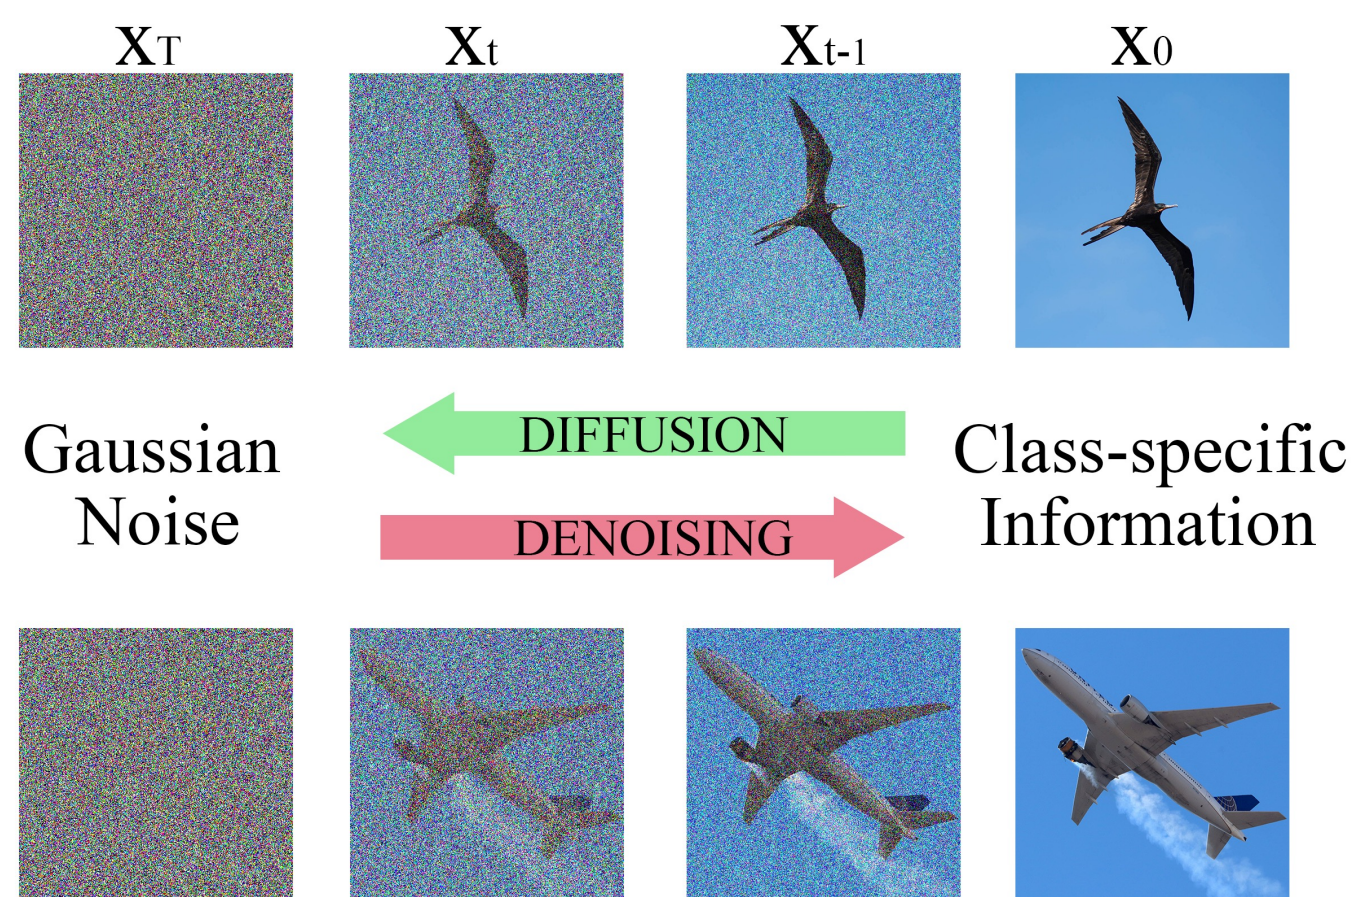 XT Xt Xt-1 X0
DIFFUSION
Gaussian
Noise
Class-specific
Information
DENOISING